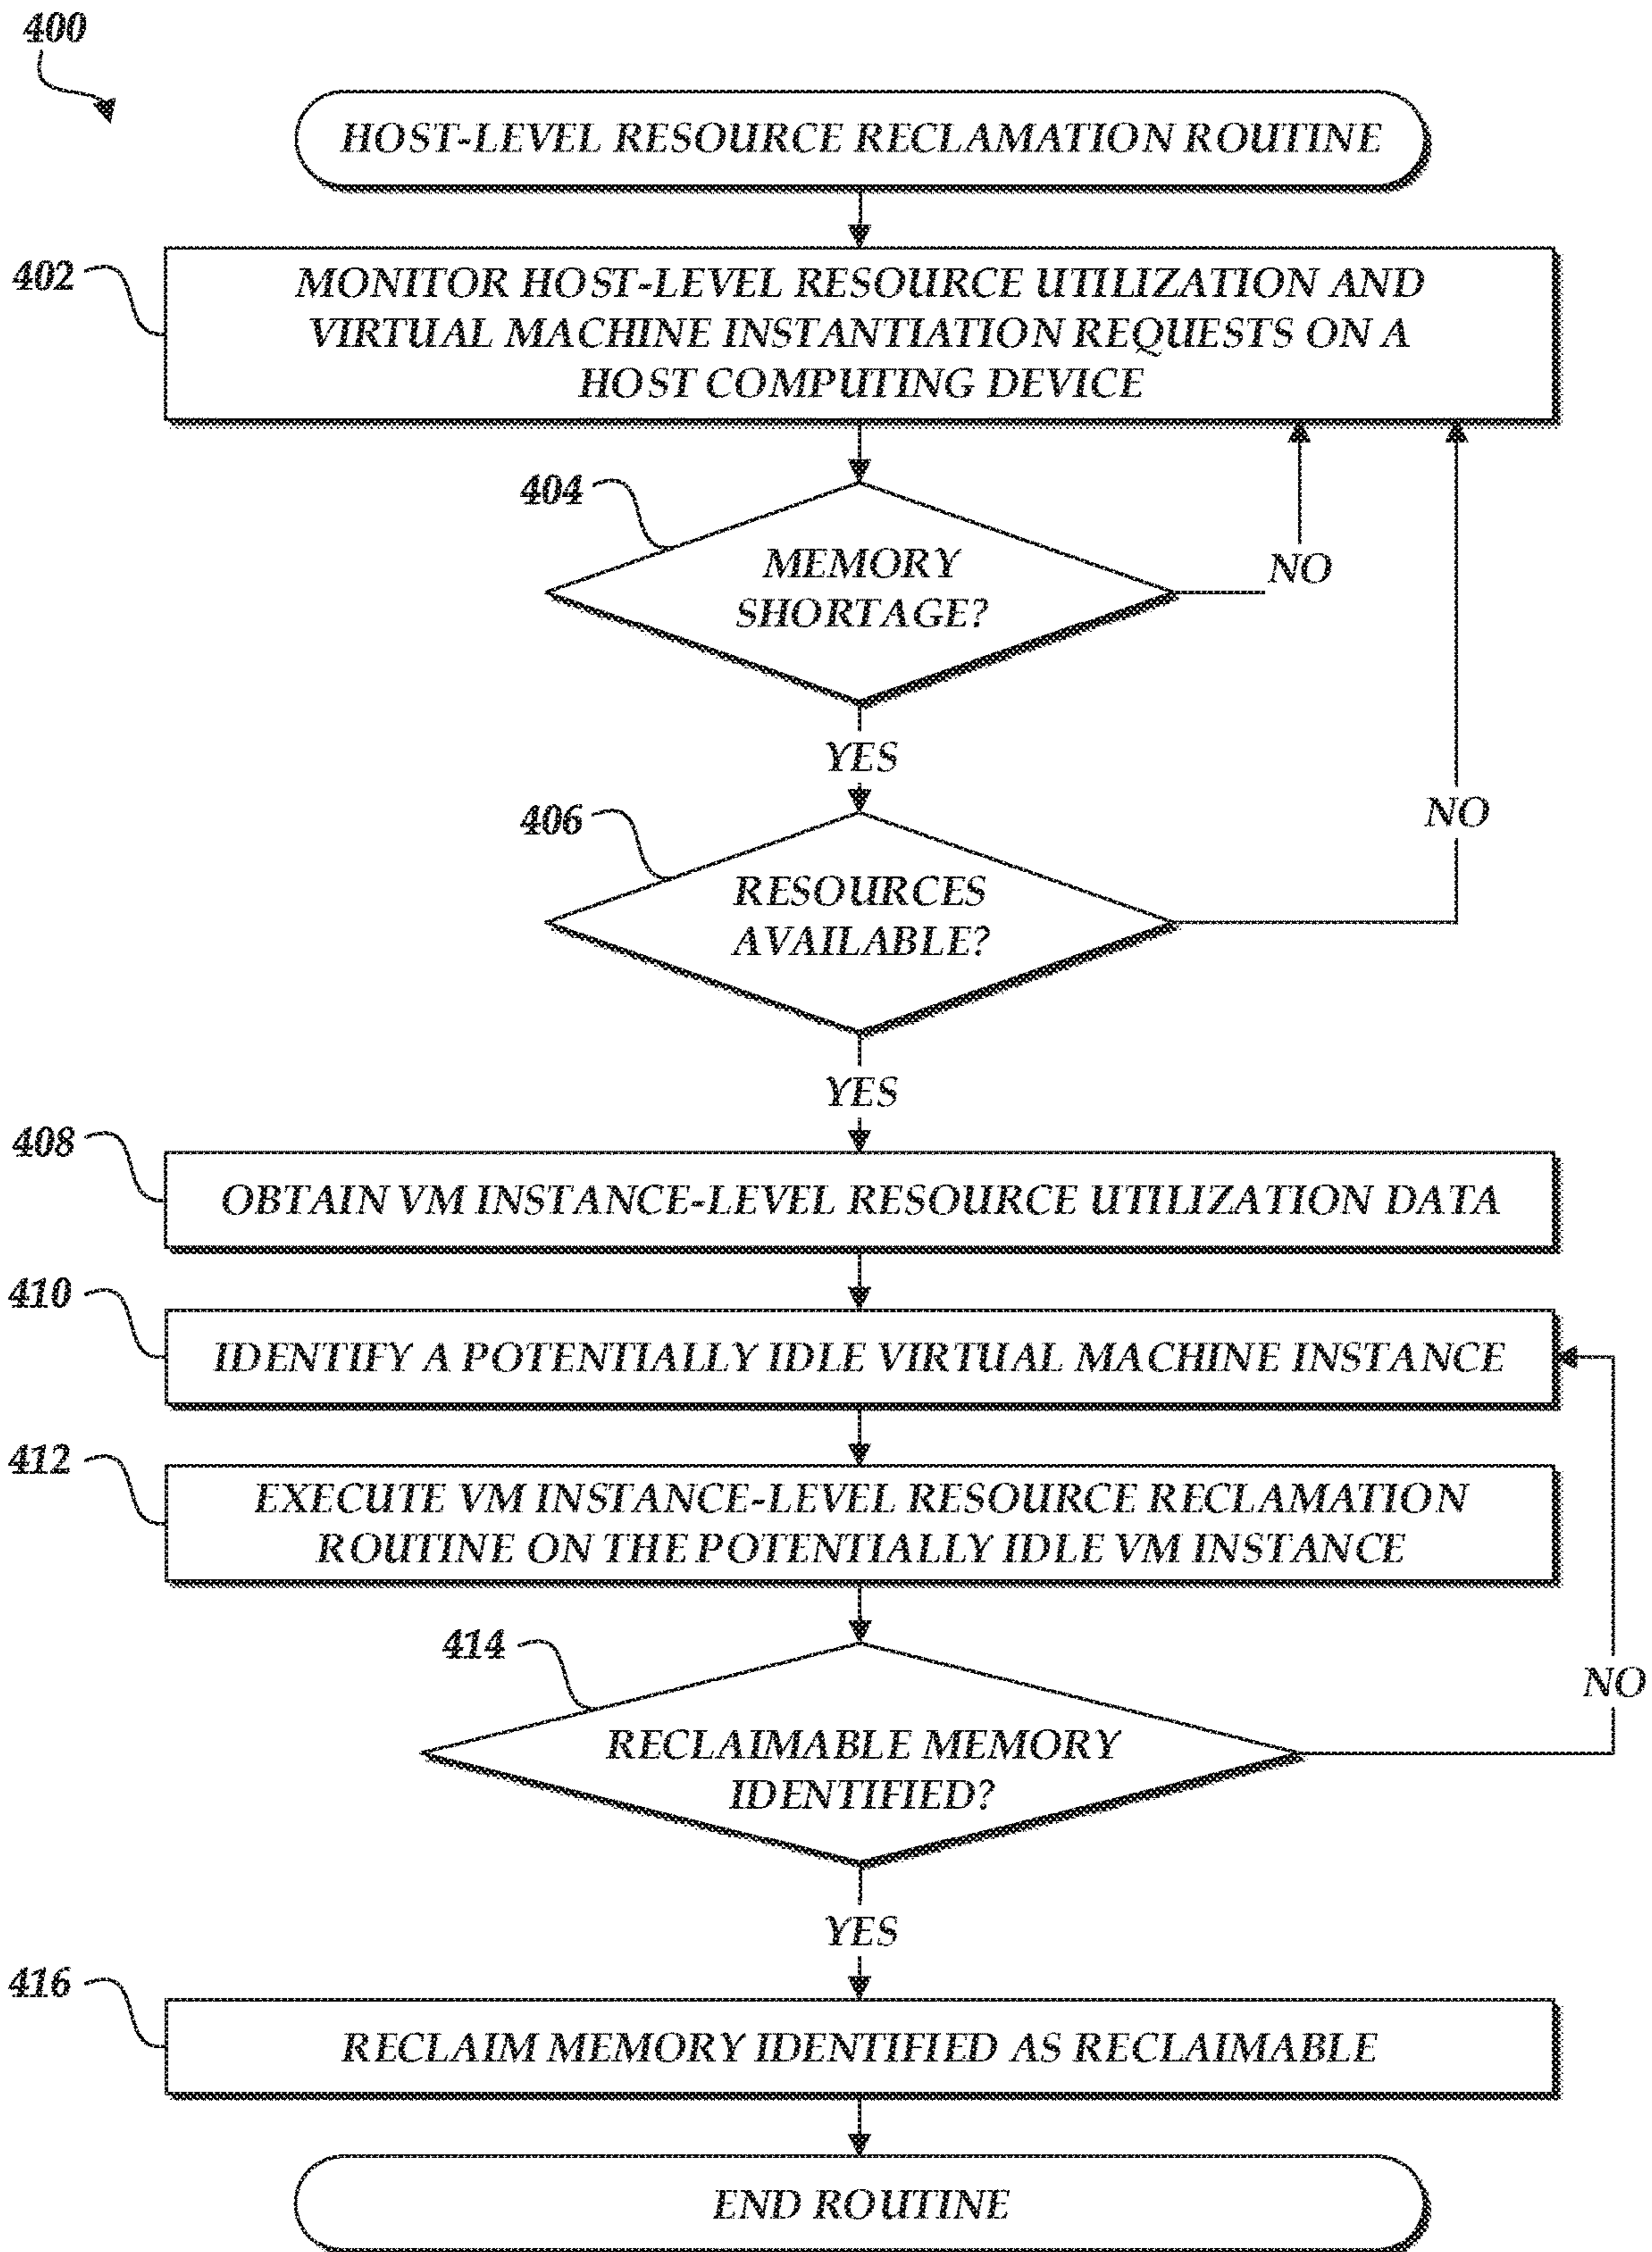 400
HOST-LEVEL RESOURCE RECLAMATION ROUTINE
402
MONITOR HOST-LEVEL RESOURCE UTILIZATION AND
VIRTUAL MACHINE INSTANTIATION REQUESTS ON A
HOST COMPUTING DEVICE
404
MEMORY
SHORTAGE?
NO
YES
406
RESOURCES
AVAILABLE?
NO
YES
408
OBTAIN VM INSTANCE-LEVEL RESOURCE UTILIZATION DATA
410
IDENTIFY A POTENTIALLY IDLE VIRTUAL MACHINE INSTANCE
412
EXECUTE VM INSTANCE-LEVEL RESOURCE RECLAMATION
ROUTINE ON THE POTENTIALLY IDLE VM INSTANCE
414
RECLAIMABLE MEMORY
IDENTIFIED?
NO
YES
416
RECLAIM MEMORY IDENTIFIED AS RECLAIMABLE
END ROUTINE